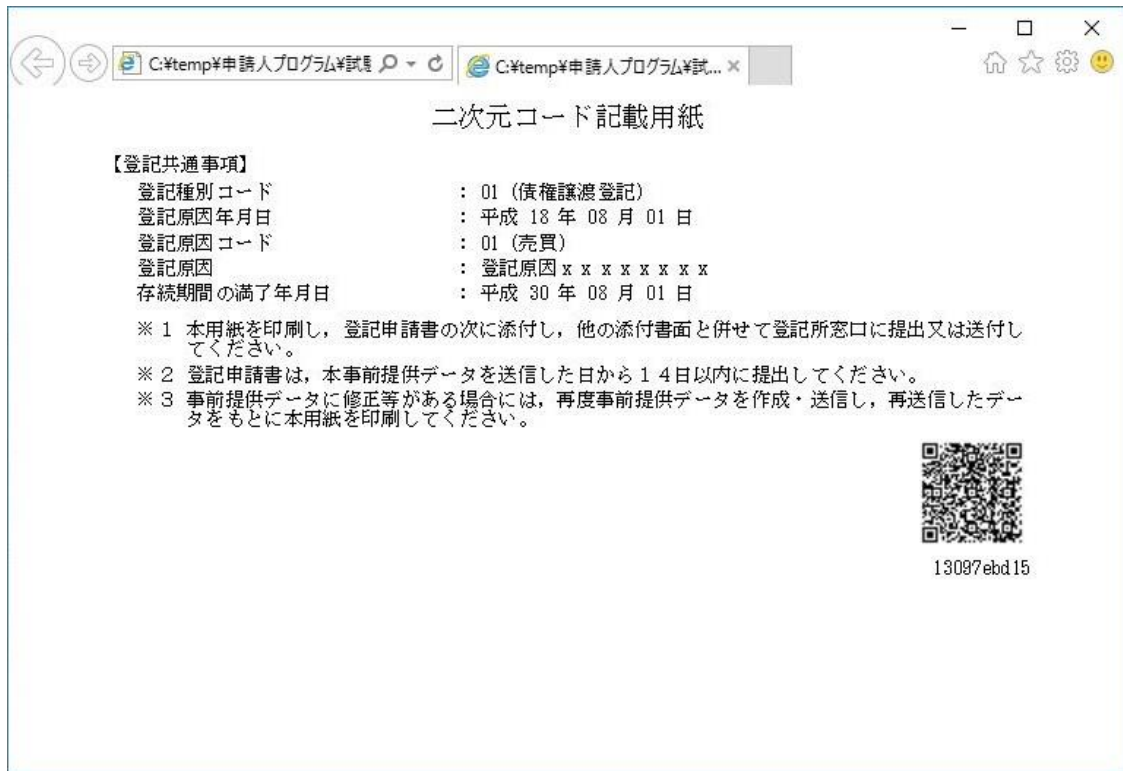 C:¥temp¥申請人プログラム¥試
C:¥temp¥申請人プログラム¥試...
二次元コード記載用紙
【登記共通事項】
登記種別コード : 01 (債権譲渡登記)
登記原因年月日 : 平成 18 年 08 月 01 日
登記原因コード : 01 (売買)
登記原因 : 登記原因ｘｘｘｘｘｘｘｘ
存続期間の満了年月日 : 平成 30 年 08 月 01 日
※１ 本用紙を印刷し，登記申請書の次に添付し，他の添付書面と併せて登記所窓口に提出又は送付し
てください。
※２ 登記申請書は，本事前提供データを送信した日から１４日以内に提出してください。
※３ 事前提供データに修正等がある場合には，再度事前提供データを作成・送信し，再送信したデー
タをもとに本用紙を印刷してください。
13097ebd15